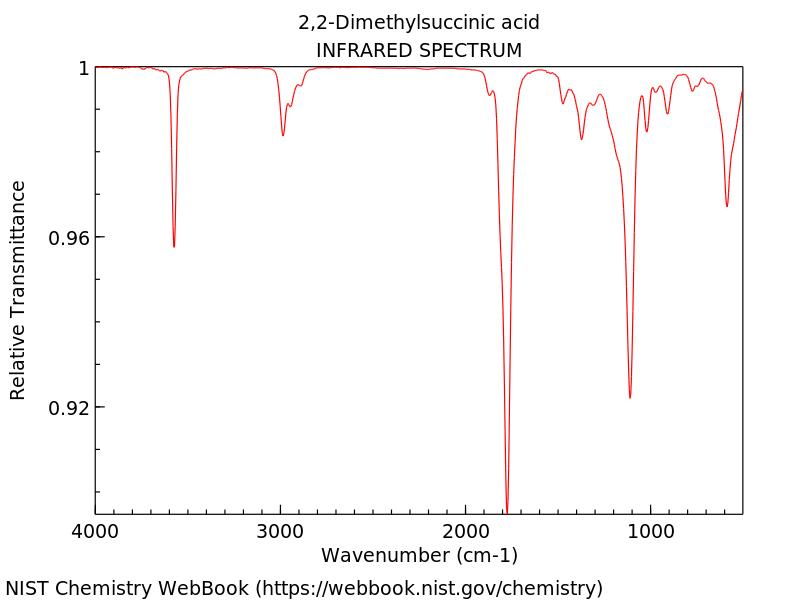 2,2-Dimethylsuccinic acid
INFRARED SPECTRUM
1
0.96
0.92
Relative Transmittance
4000 3000 2000 1000
Wavenumber (cm-1)
NIST Chemistry WebBook (https://webbook.nist.gov/chemistry)